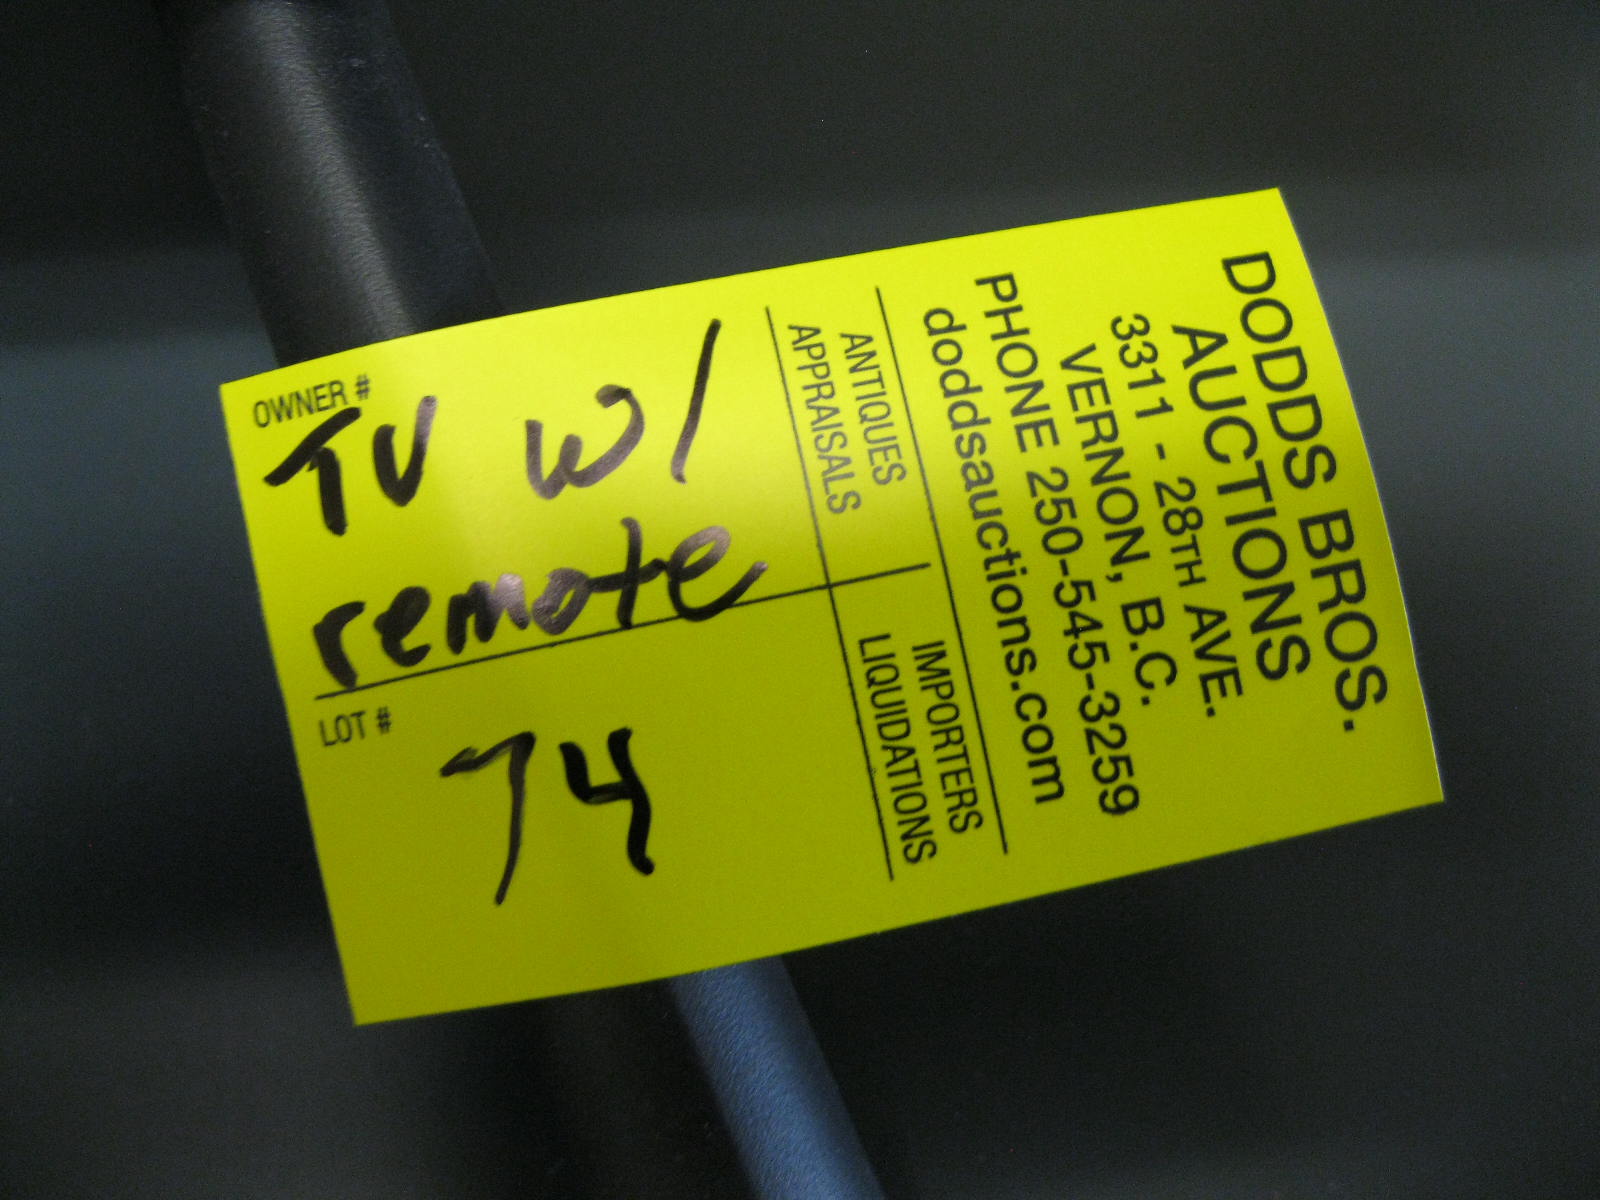 DODDS BROS.
AUCTIONS
3311 - 28TH AVE.
VERNON, B.C.
PHONE 250-545-3259
doddsauctions.com
ANTIQUES
APPRAISALS
IMPORTERS
LIQUIDATIONS
OWNER #
TV w/
remote
LOT #
74